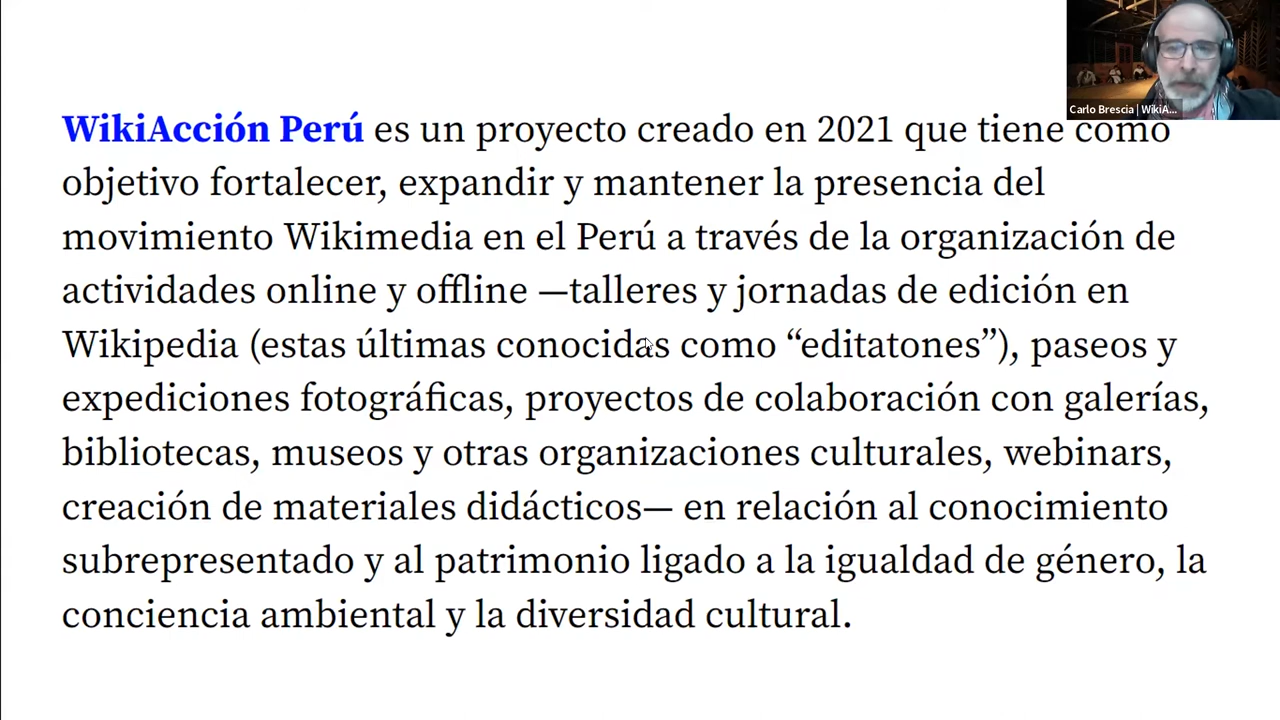 WikiAcción Perú es un proyecto creado en 2021 que tiene como
objetivo fortalecer, expandir y mantener la presencia del
movimiento Wikimedia en el Perú a través de la organización de
actividades online y offline —talleres y jornadas de edición en
Wikipedia (estas últimas conocidas como “editatones”), paseos y
expediciones fotográficas, proyectos de colaboración con galerías,
bibliotecas, museos y otras organizaciones culturales, webinars,
creación de materiales didácticos— en relación al conocimiento
subrepresentado y al patrimonio ligado a la igualdad de género, la
conciencia ambiental y la diversidad cultural.
Carlo Brescia | WikiA...